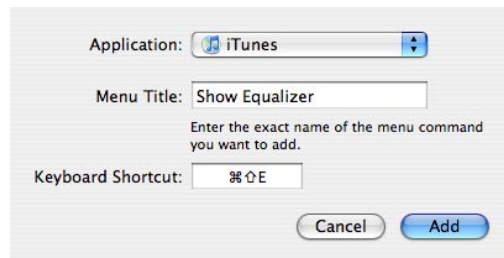 Application: iTunes
Menu Title: Show Equalizer
Enter the exact name of the menu command
you want to add.
Keyboard Shortcut: ⌘⇧E
Cancel Add